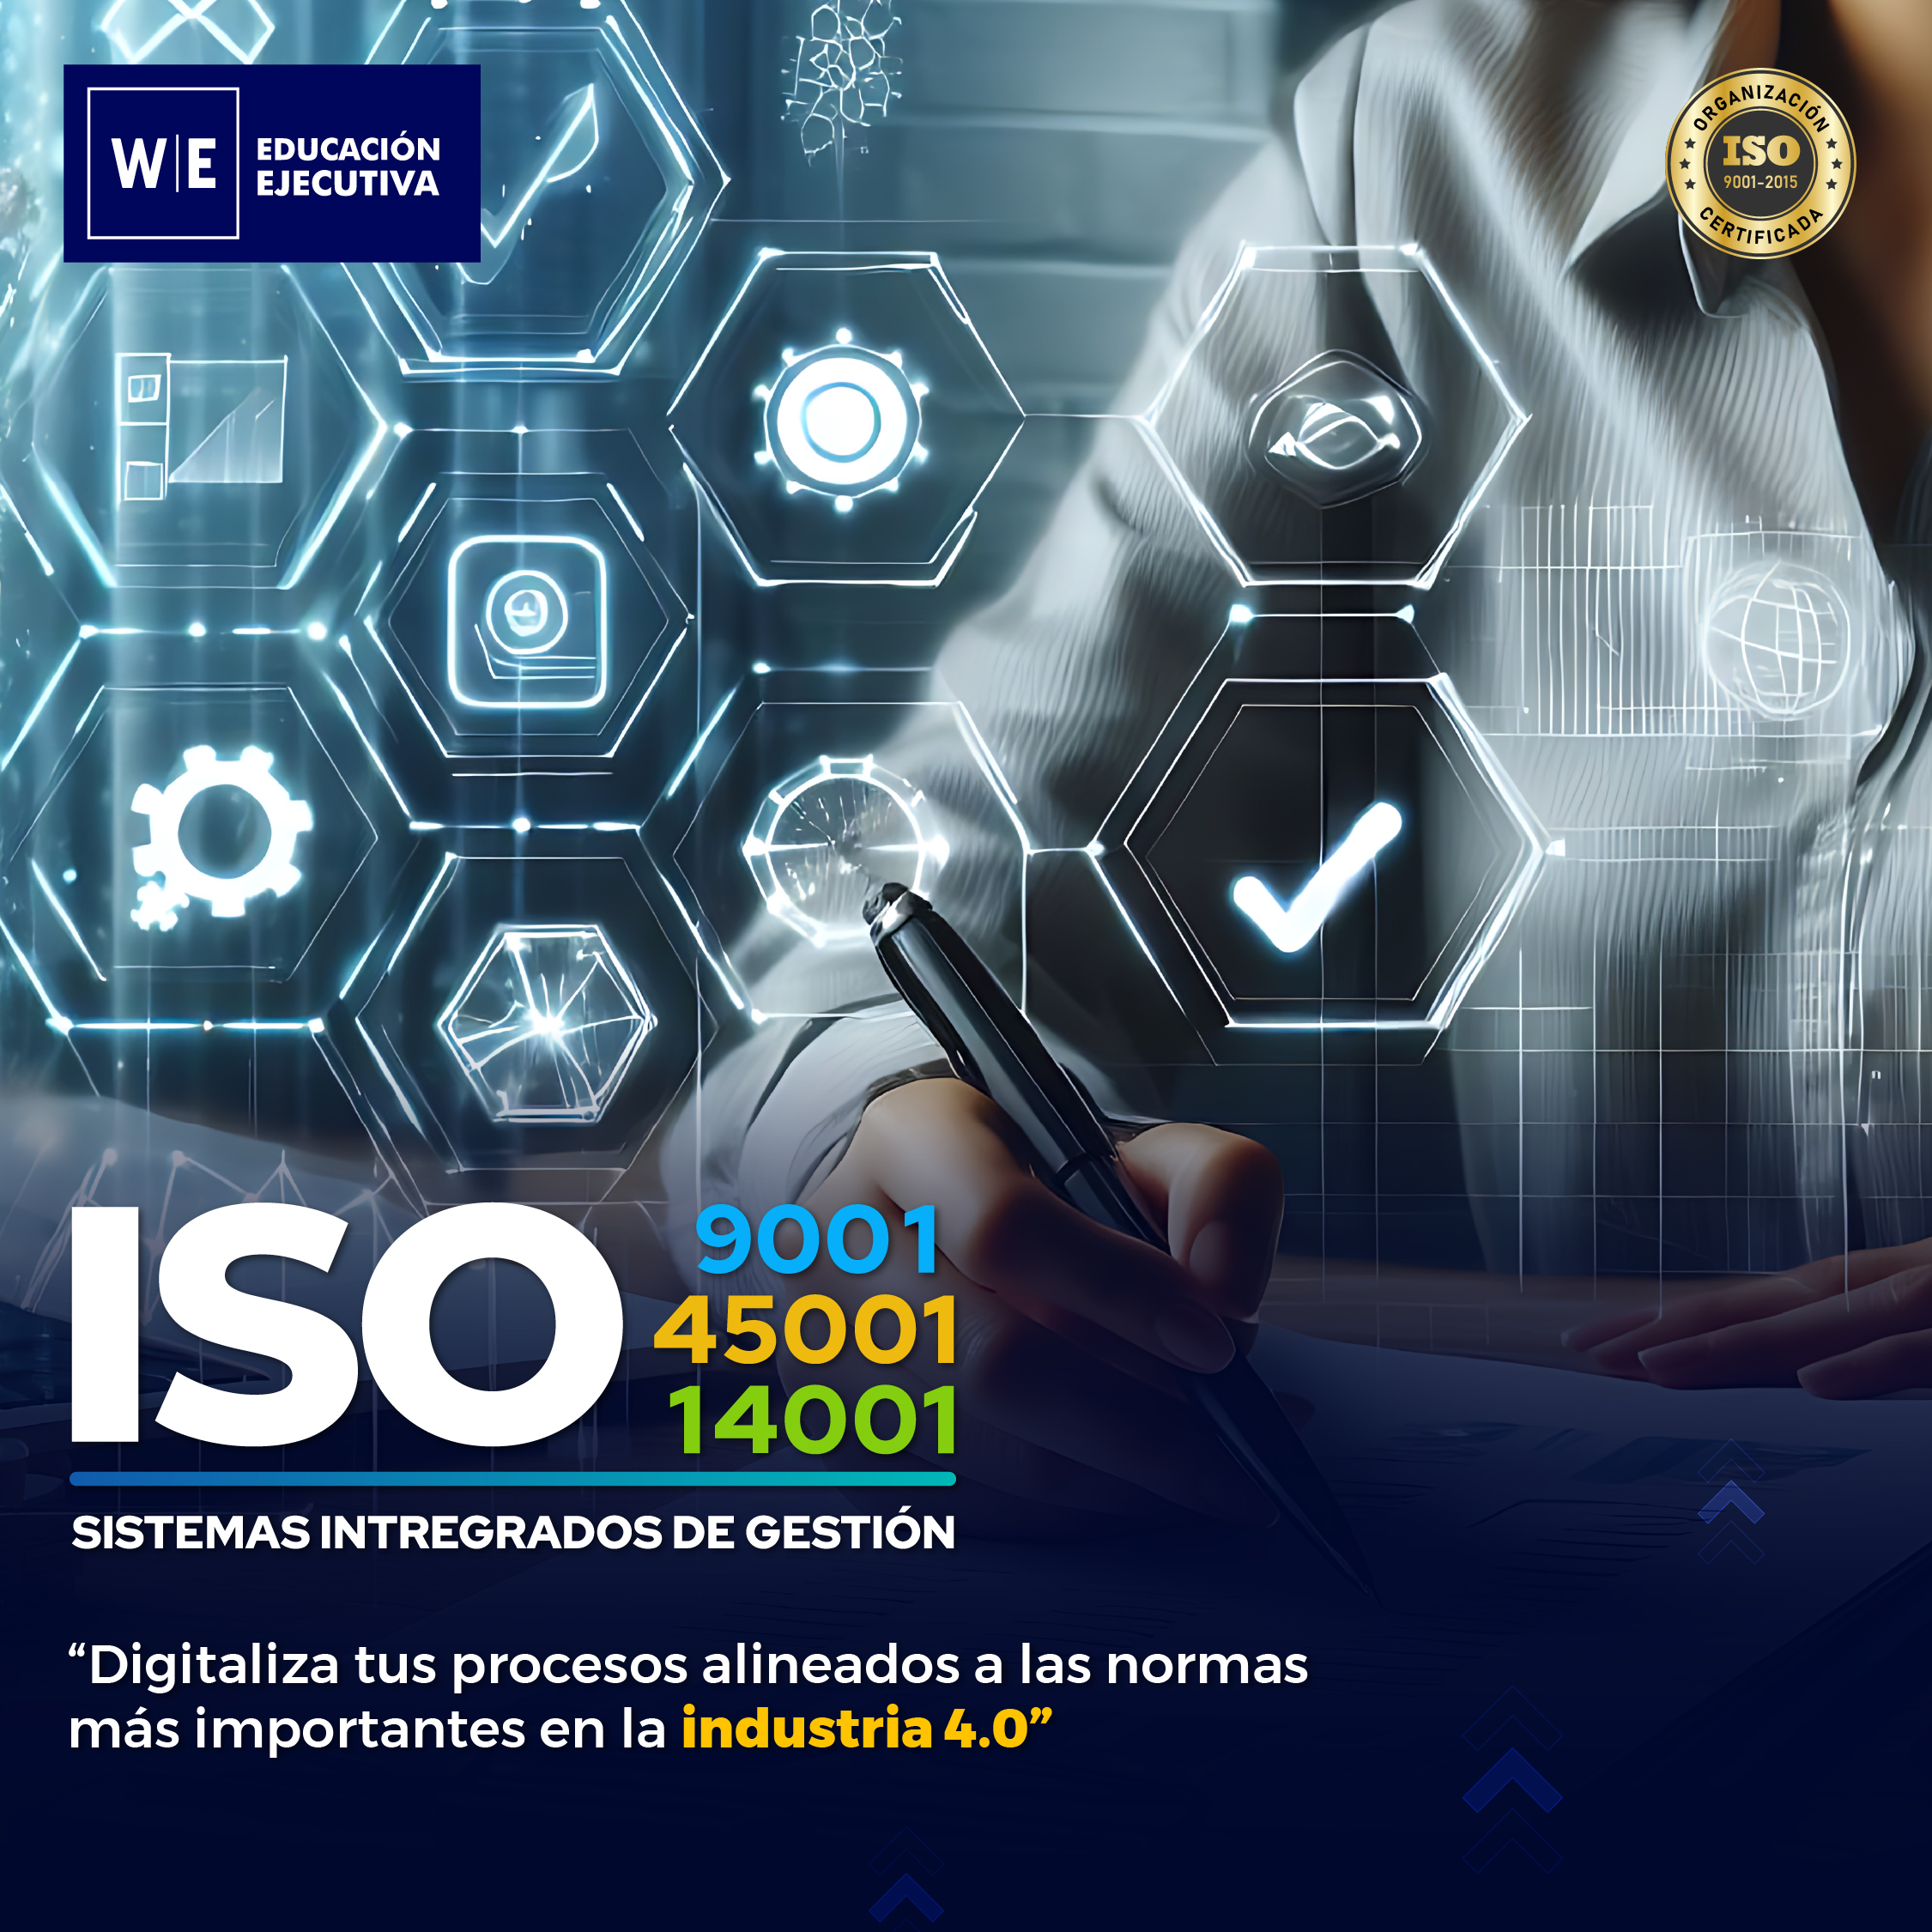 W|E EDUCACIÓN
EJECUTIVA
ORGANIZACIÓN
ISO
9001-2015
CERTIFICADA
ISO
9001
45001
14001
SISTEMAS INTREGRADOS DE GESTIÓN
“Digitaliza tus procesos alineados a las normas
más importantes en la industria 4.0”